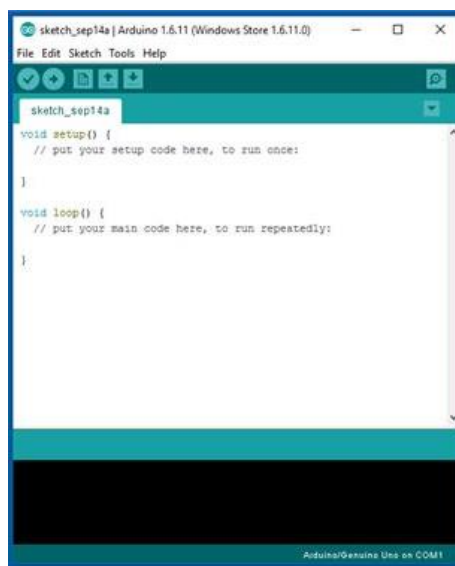 sketch_sep14a | Arduino 1.6.11 (Windows Store 1.6.11.0)
File Edit Sketch Tools Help
sketch_sep14a
void setup() {
// put your setup code here, to run once:
}
void loop() {
// put your main code here, to run repeatedly:
}
Arduino/Genuino Uno on COM1